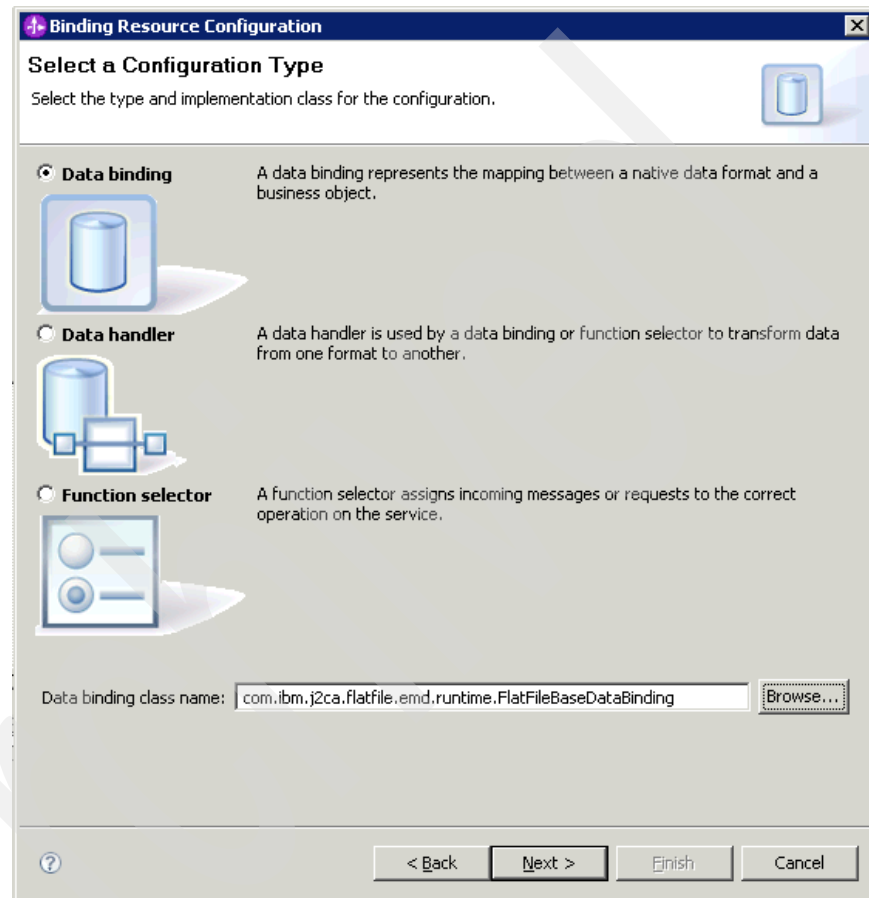 Binding Resource Configuration
Select a Configuration Type
Select the type and implementation class for the configuration.
Data binding
A data binding represents the mapping between a native data format and a
business object.
Data handler
A data handler is used by a data binding or function selector to transform data
from one format to another.
Function selector
A function selector assigns incoming messages or requests to the correct
operation on the service.
Data binding class name: com.ibm.j2ca.flatfile.emd.runtime.FlatFileBaseDataBinding Browse...
< Back Next > Finish Cancel